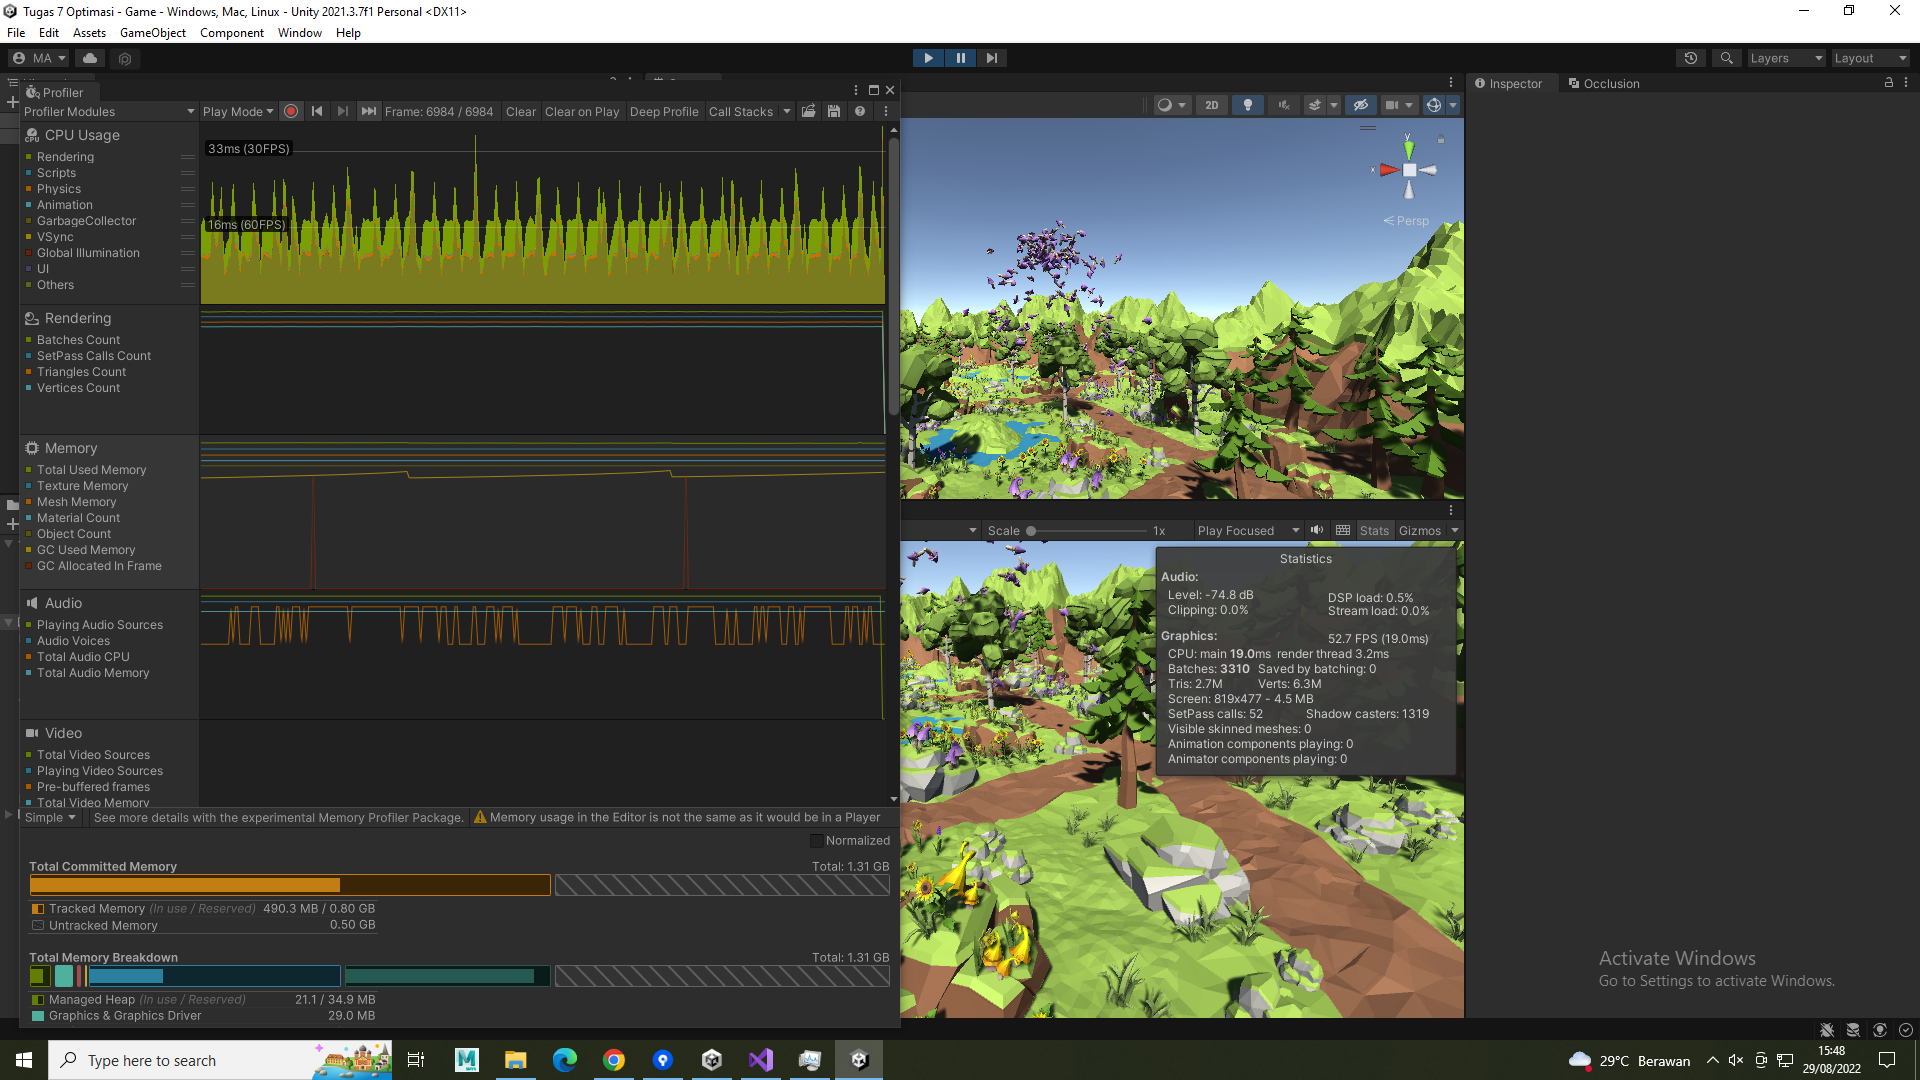 Tugas 7 Optimasi - Game - Windows, Mac, Linux - Unity 2021.3.7f1 Personal <DX11>
File Edit Assets GameObject Component Window Help
MA
Layers Layout
Profiler
Inspector Occlusion
Profiler Modules Play Mode Frame: 6984 / 6984 Clear Clear on Play Deep Profile Call Stacks
2D
CPU Usage
Rendering
Scripts
Physics
Animation
GarbageCollector
VSync
Global Illumination
UI
Others
33ms (30FPS)
16ms (60FPS)
y
x
Persp
Rendering
Batches Count
SetPass Calls Count
Triangles Count
Vertices Count
Memory
Total Used Memory
Texture Memory
Mesh Memory
Material Count
Object Count
GC Used Memory
GC Allocated In Frame
Audio
Playing Audio Sources
Audio Voices
Total Audio CPU
Total Audio Memory
Video
Total Video Sources
Playing Video Sources
Pre-buffered frames
Total Video Memory
Scale 1x Play Focused Stats Gizmos
Statistics
Audio:
Level: -74.8 dB DSP load: 0.5%
Clipping: 0.0% Stream load: 0.0%
Graphics: 52.7 FPS (19.0ms)
CPU: main 19.0ms render thread 3.2ms
Batches: 3310 Saved by batching: 0
Tris: 2.7M Verts: 6.3M
Screen: 819x477 - 4.5 MB
SetPass calls: 52 Shadow casters: 1319
Visible skinned meshes: 0
Animation components playing: 0
Animator components playing: 0
Simple See more details with the experimental Memory Profiler Package. Memory usage in the Editor is not the same as it would be in a Player
Normalized
Total Committed Memory Total: 1.31 GB
Tracked Memory (In use / Reserved) 490.3 MB / 0.80 GB
Untracked Memory 0.50 GB
Total Memory Breakdown Total: 1.31 GB
Managed Heap (In use / Reserved) 21.1 / 34.9 MB
Graphics & Graphics Driver 29.0 MB
Activate Windows
Go to Settings to activate Windows.
Type here to search
29°C Berawan
15:48
29/08/2022